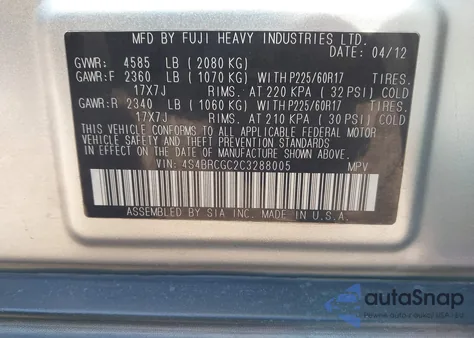 MFD BY FUJI HEAVY INDUSTRIES LTD.
DATE: 04/12
GVWR: 4585 LB (2080 KG)
GAWR:F 2360 LB (1070 KG) WITH P225/60R17
17X7J RIMS, AT 220 KPA (32 PSI) COLD
GAWR:R 2340 LB (1060 KG) WITH P225/60R17
17X7J RIMS, AT 210 KPA (30 PSI) COLD
THIS VEHICLE CONFORMS TO ALL APPLICABLE FEDERAL MOTOR
VEHICLE SAFETY AND THEFT PREVENTION STANDARDS
IN EFFECT ON THE DATE OF MANUFACTURE SHOWN ABOVE.
VIN: 4S4BRCGC2C3288005 MPV
ASSEMBLED BY SIA INC. MADE IN U.S.A.
autoSnap